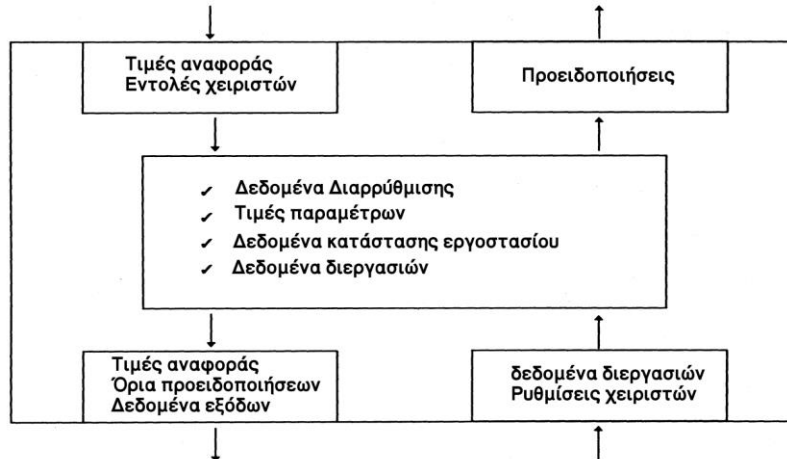 Τιμές αναφοράς
Εντολές χειριστών
Προειδοποιήσεις
✓ Δεδομένα Διαρρύθμισης
✓ Τιμές παραμέτρων
✓ Δεδομένα κατάστασης εργοστασίου
✓ Δεδομένα διεργασιών
Τιμές αναφοράς
Όρια προειδοποιήσεων
Δεδομένα εξόδων
δεδομένα διεργασιών
Ρυθμίσεις χειριστών